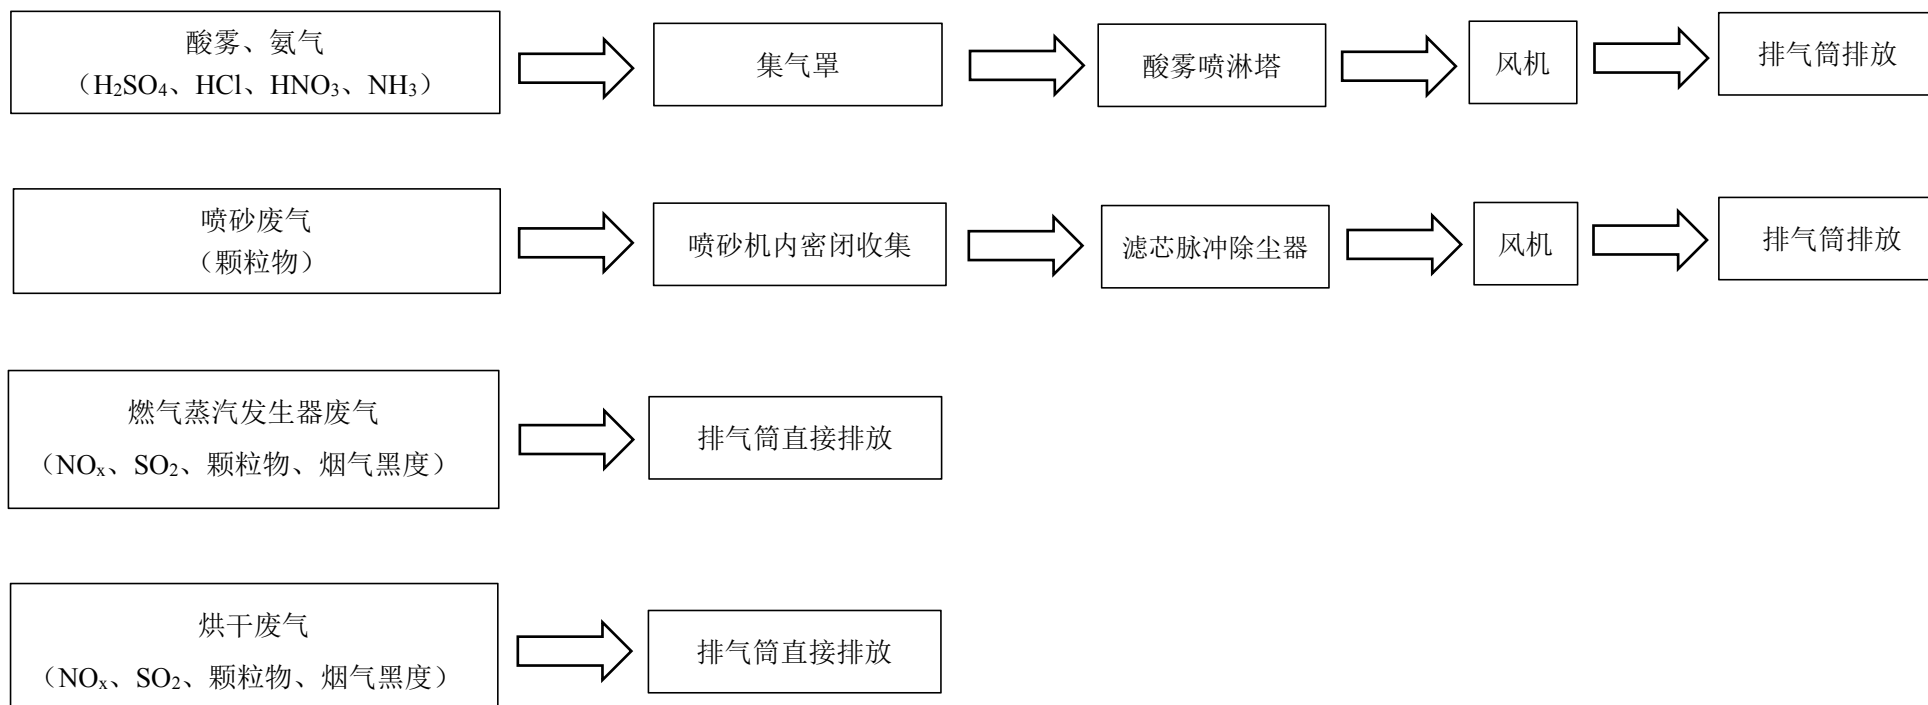 酸雾、氨气
（H₂SO₄、HCl、HNO₃、NH₃）
集气罩
酸雾喷淋塔
风机
排气筒排放
喷砂废气
（颗粒物）
喷砂机内密闭收集
滤芯脉冲除尘器
风机
排气筒排放
燃气蒸汽发生器废气
（NOₓ、SO₂、颗粒物、烟气黑度）
排气筒直接排放
烘干废气
（NOₓ、SO₂、颗粒物、烟气黑度）
排气筒直接排放